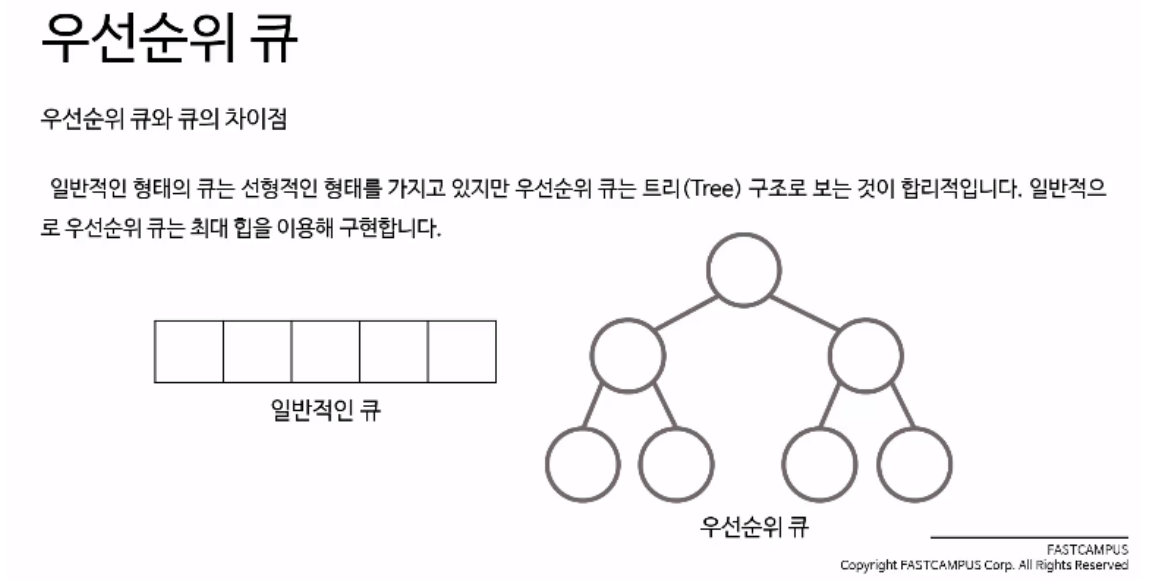 우선순위 큐
우선순위 큐와 큐의 차이점
일반적인 형태의 큐는 선형적인 형태를 가지고 있지만 우선순위 큐는 트리(Tree) 구조로 보는 것이 합리적입니다. 일반적으
로 우선순위 큐는 최대 힙을 이용해 구현합니다.
일반적인 큐
우선순위 큐
FASTCAMPUS
Copyright FASTCAMPUS Corp. All Rights Reserved